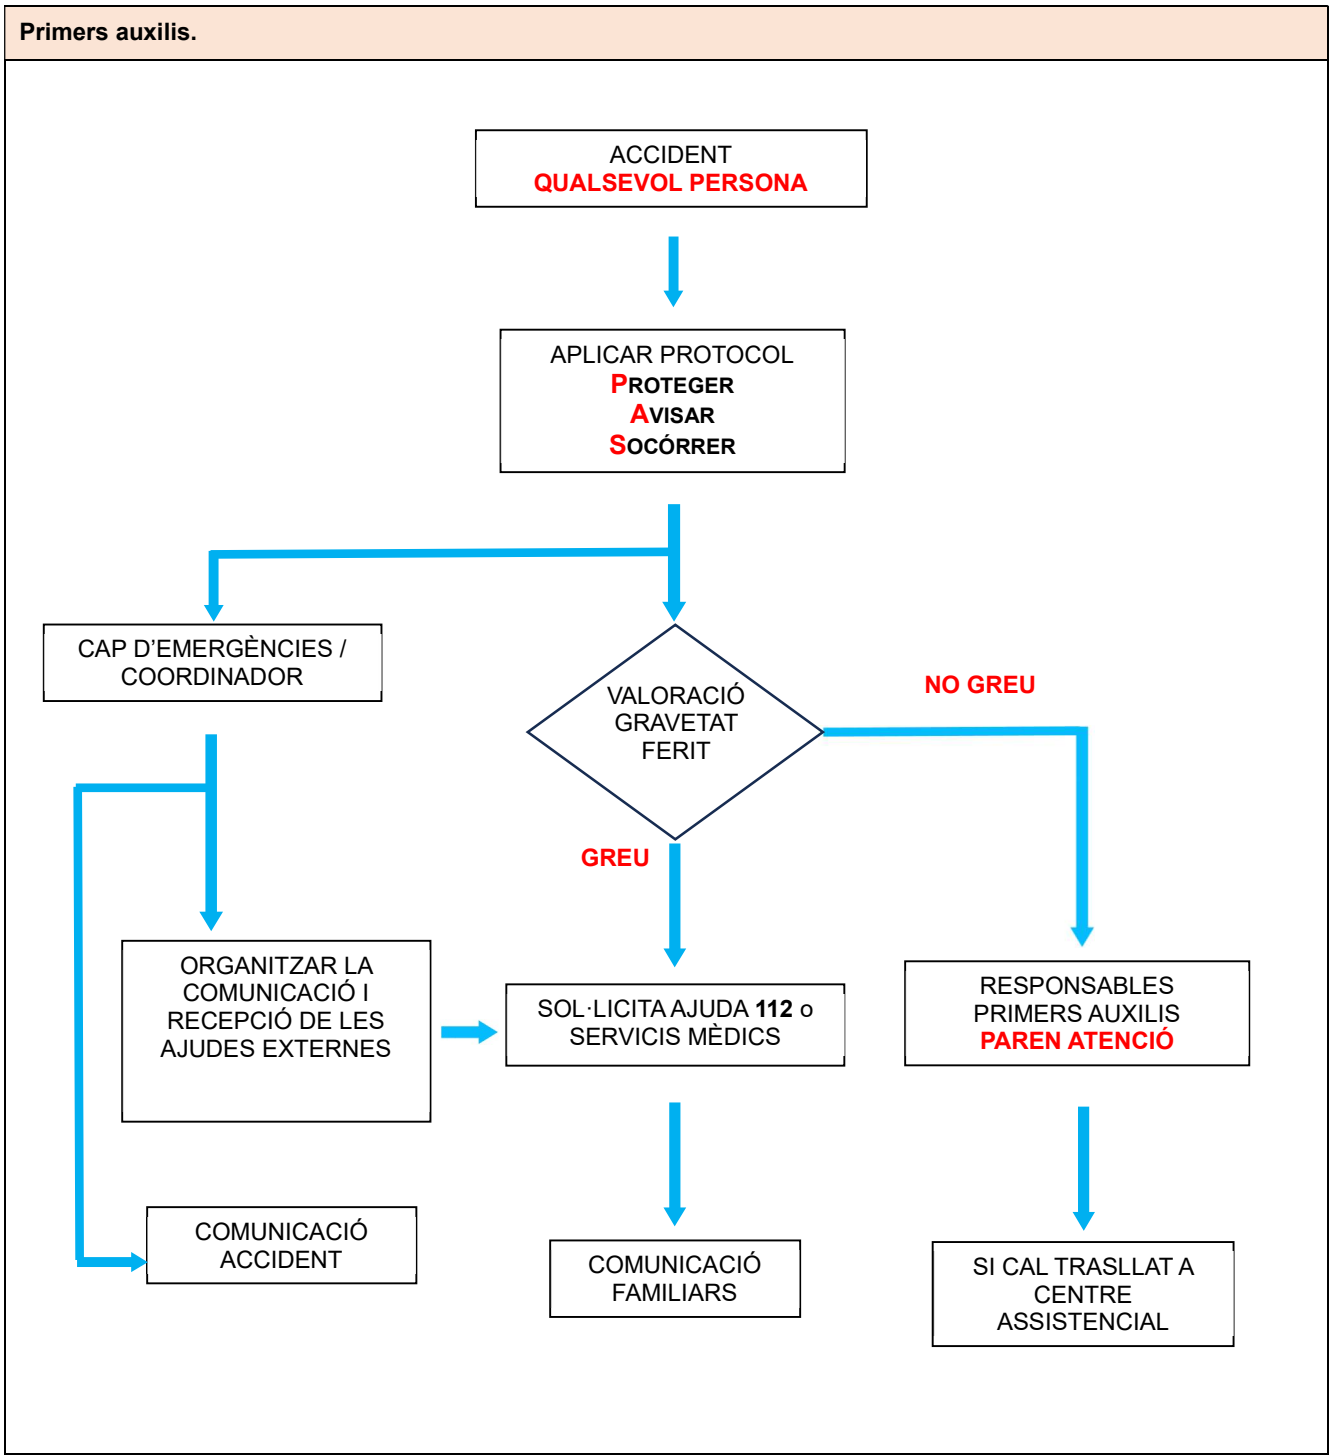 Primers auxilis.
ACCIDENT
QUALSEVOL PERSONA
APLICAR PROTOCOL
PROTEGER
AVISAR
SOCÓRRER
CAP D’EMERGÈNCIES /
COORDINADOR
VALORACIÓ
GRAVETAT
FERIT
NO GREU
GREU
ORGANITZAR LA
COMUNICACIÓ I
RECEPCIÓ DE LES
AJUDES EXTERNES
SOL·LICITA AJUDA 112 o
SERVICIS MÈDICS
RESPONSABLES
PRIMERS AUXILIS
PAREN ATENCIÓ
COMUNICACIÓ
ACCIDENT
COMUNICACIÓ
FAMILIARS
SI CAL TRASLLAT A
CENTRE
ASSISTENCIAL